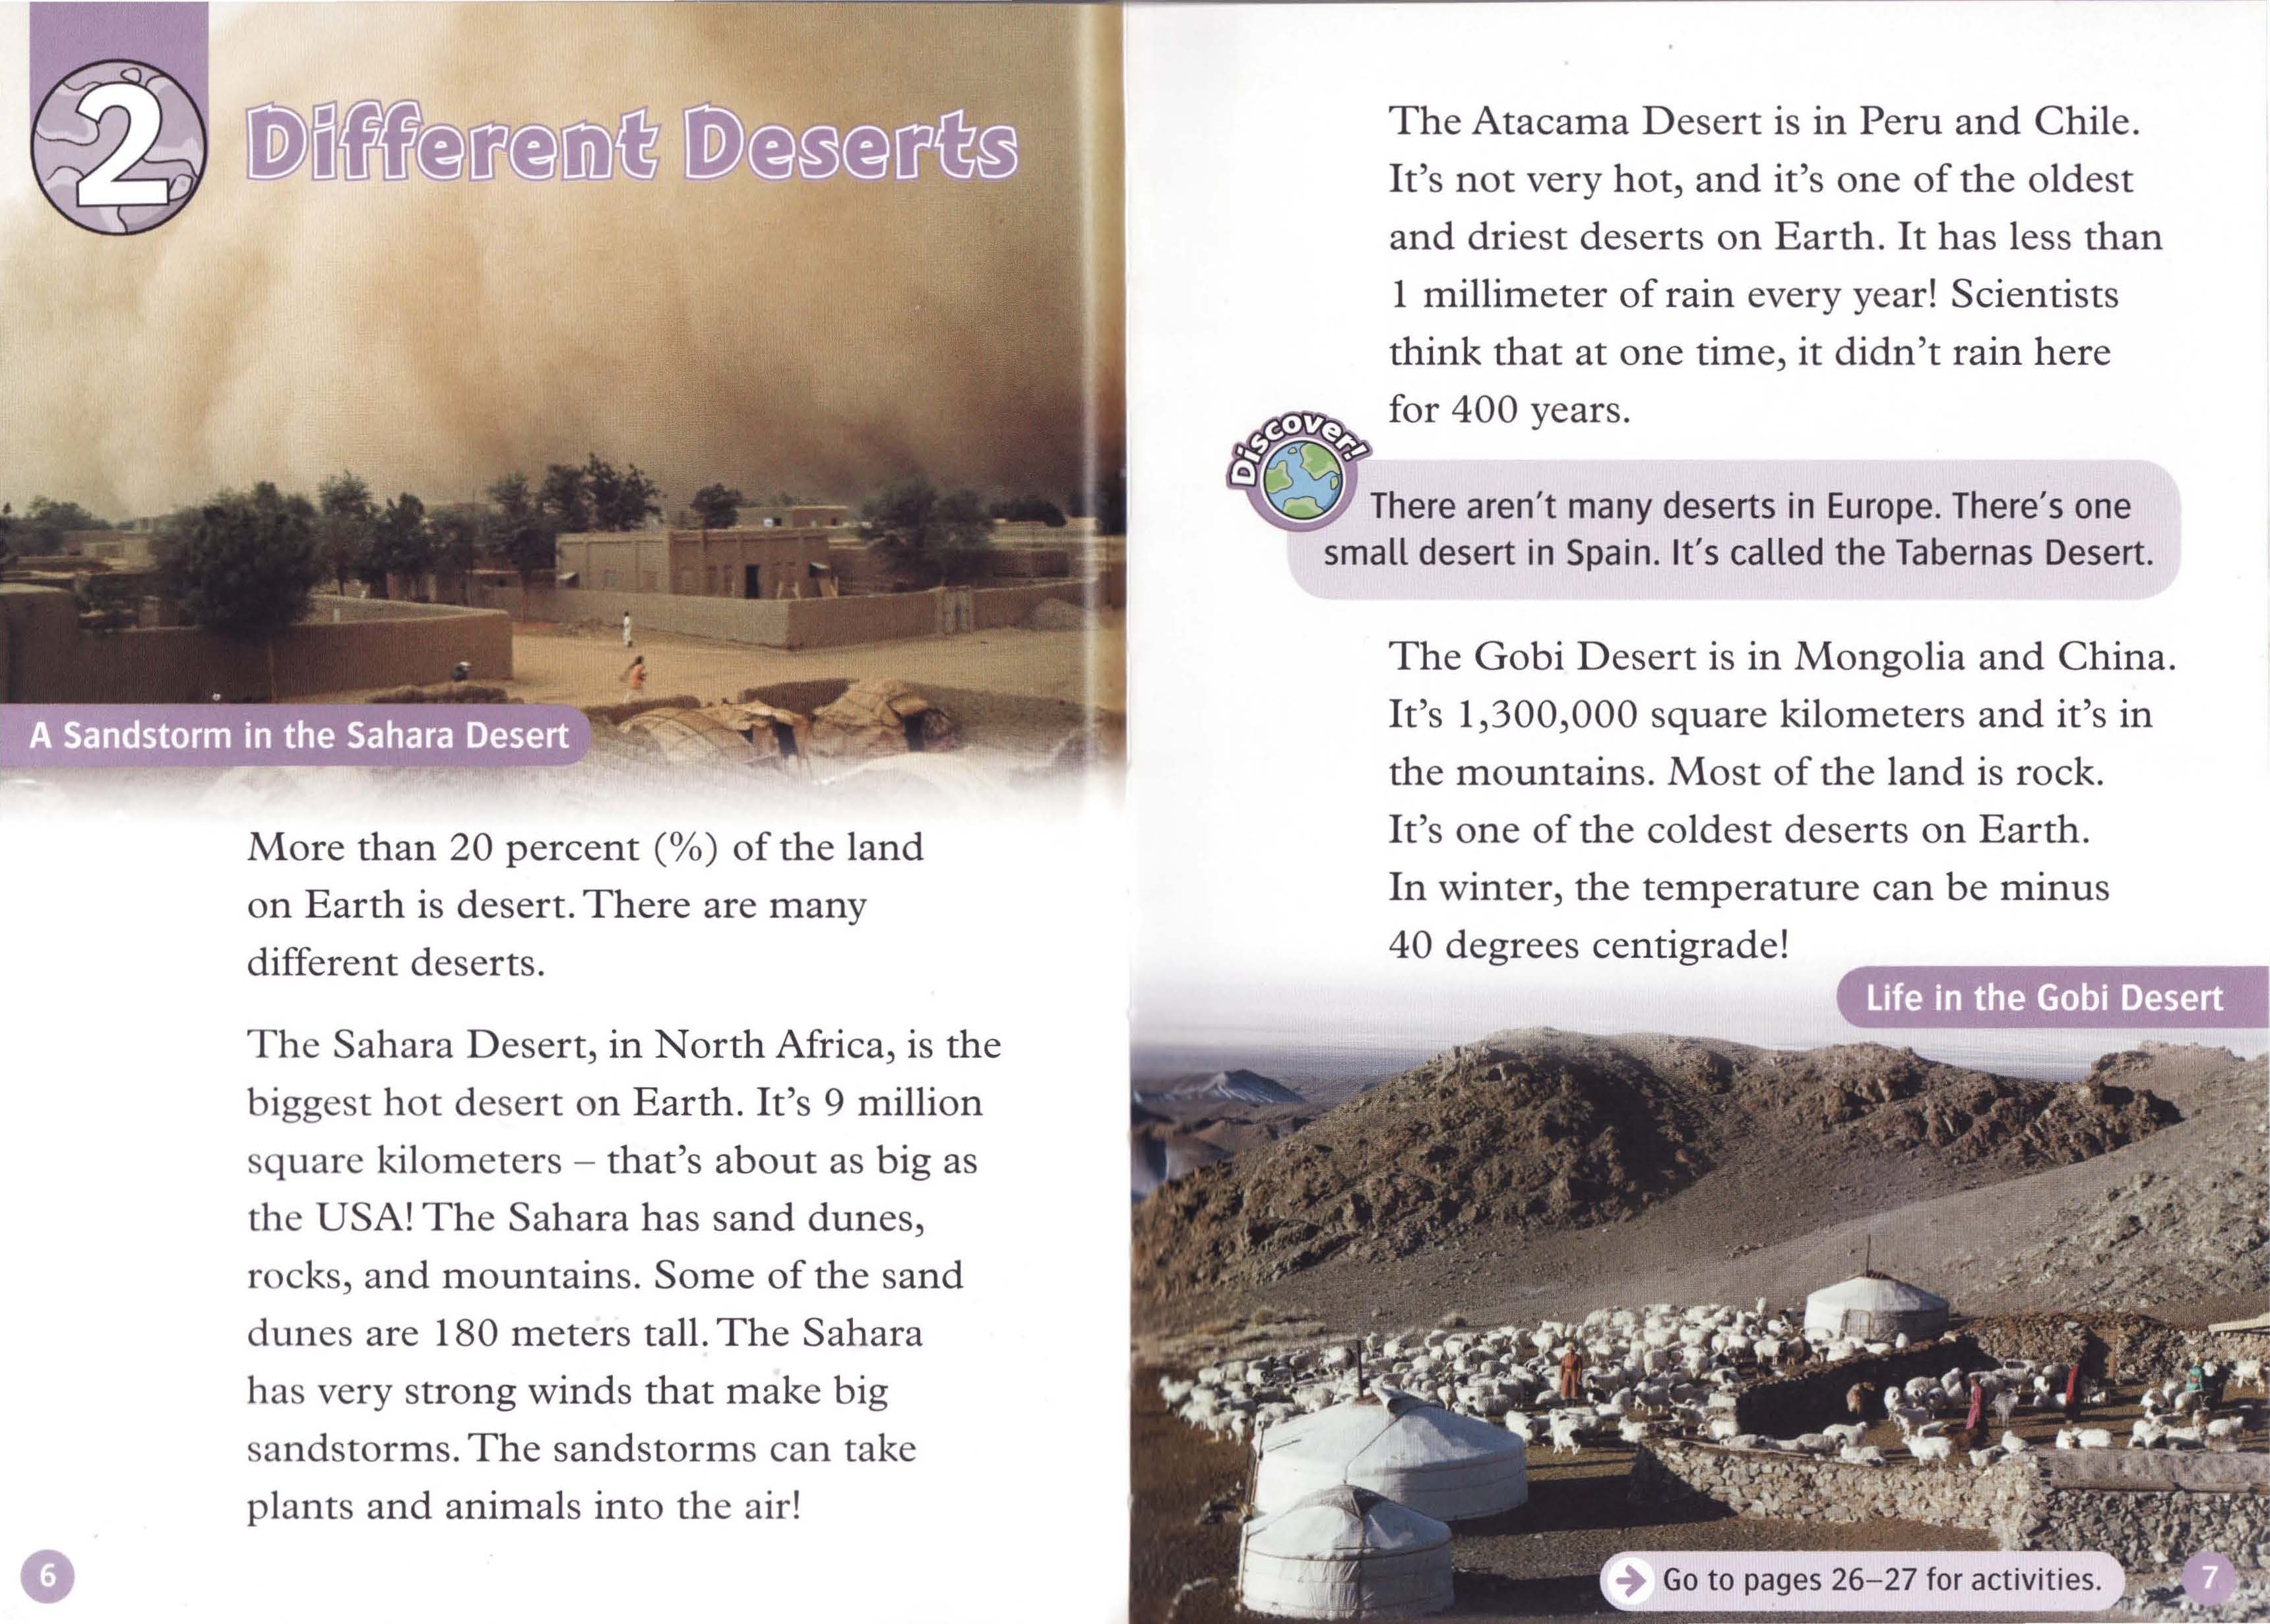 2
Different Deserts
A Sandstorm in the Sahara Desert
More than 20 percent (%) of the land
on Earth is desert. There are many
different deserts.
The Sahara Desert, in North Africa, is the
biggest hot desert on Earth. It's 9 million
square kilometers – that's about as big as
the USA! The Sahara has sand dunes,
rocks, and mountains. Some of the sand
dunes are 180 meters tall. The Sahara
has very strong winds that make big
sandstorms. The sandstorms can take
plants and animals into the air!
6
The Atacama Desert is in Peru and Chile.
It's not very hot, and it's one of the oldest
and driest deserts on Earth. It has less than
1 millimeter of rain every year! Scientists
think that at one time, it didn't rain here
for 400 years.
Discover!
There aren't many deserts in Europe. There's one
small desert in Spain. It's called the Tabernas Desert.
The Gobi Desert is in Mongolia and China.
It's 1,300,000 square kilometers and it's in
the mountains. Most of the land is rock.
It's one of the coldest deserts on Earth.
In winter, the temperature can be minus
40 degrees centigrade!
Life in the Gobi Desert
Go to pages 26–27 for activities.
7